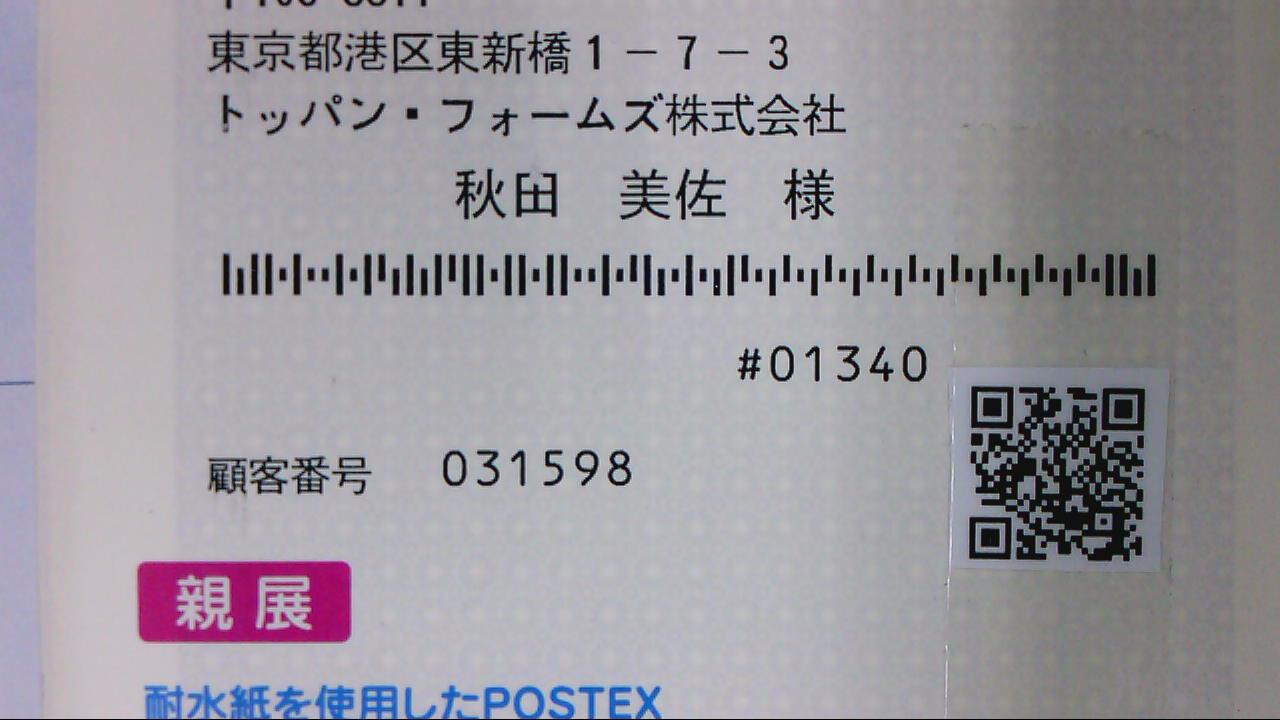 東京都港区東新橋1－7－3
トッパン・フォームズ株式会社
秋田　美佐　様
#01340
顧客番号　031598
親展
耐水紙を使用したPOSTEX